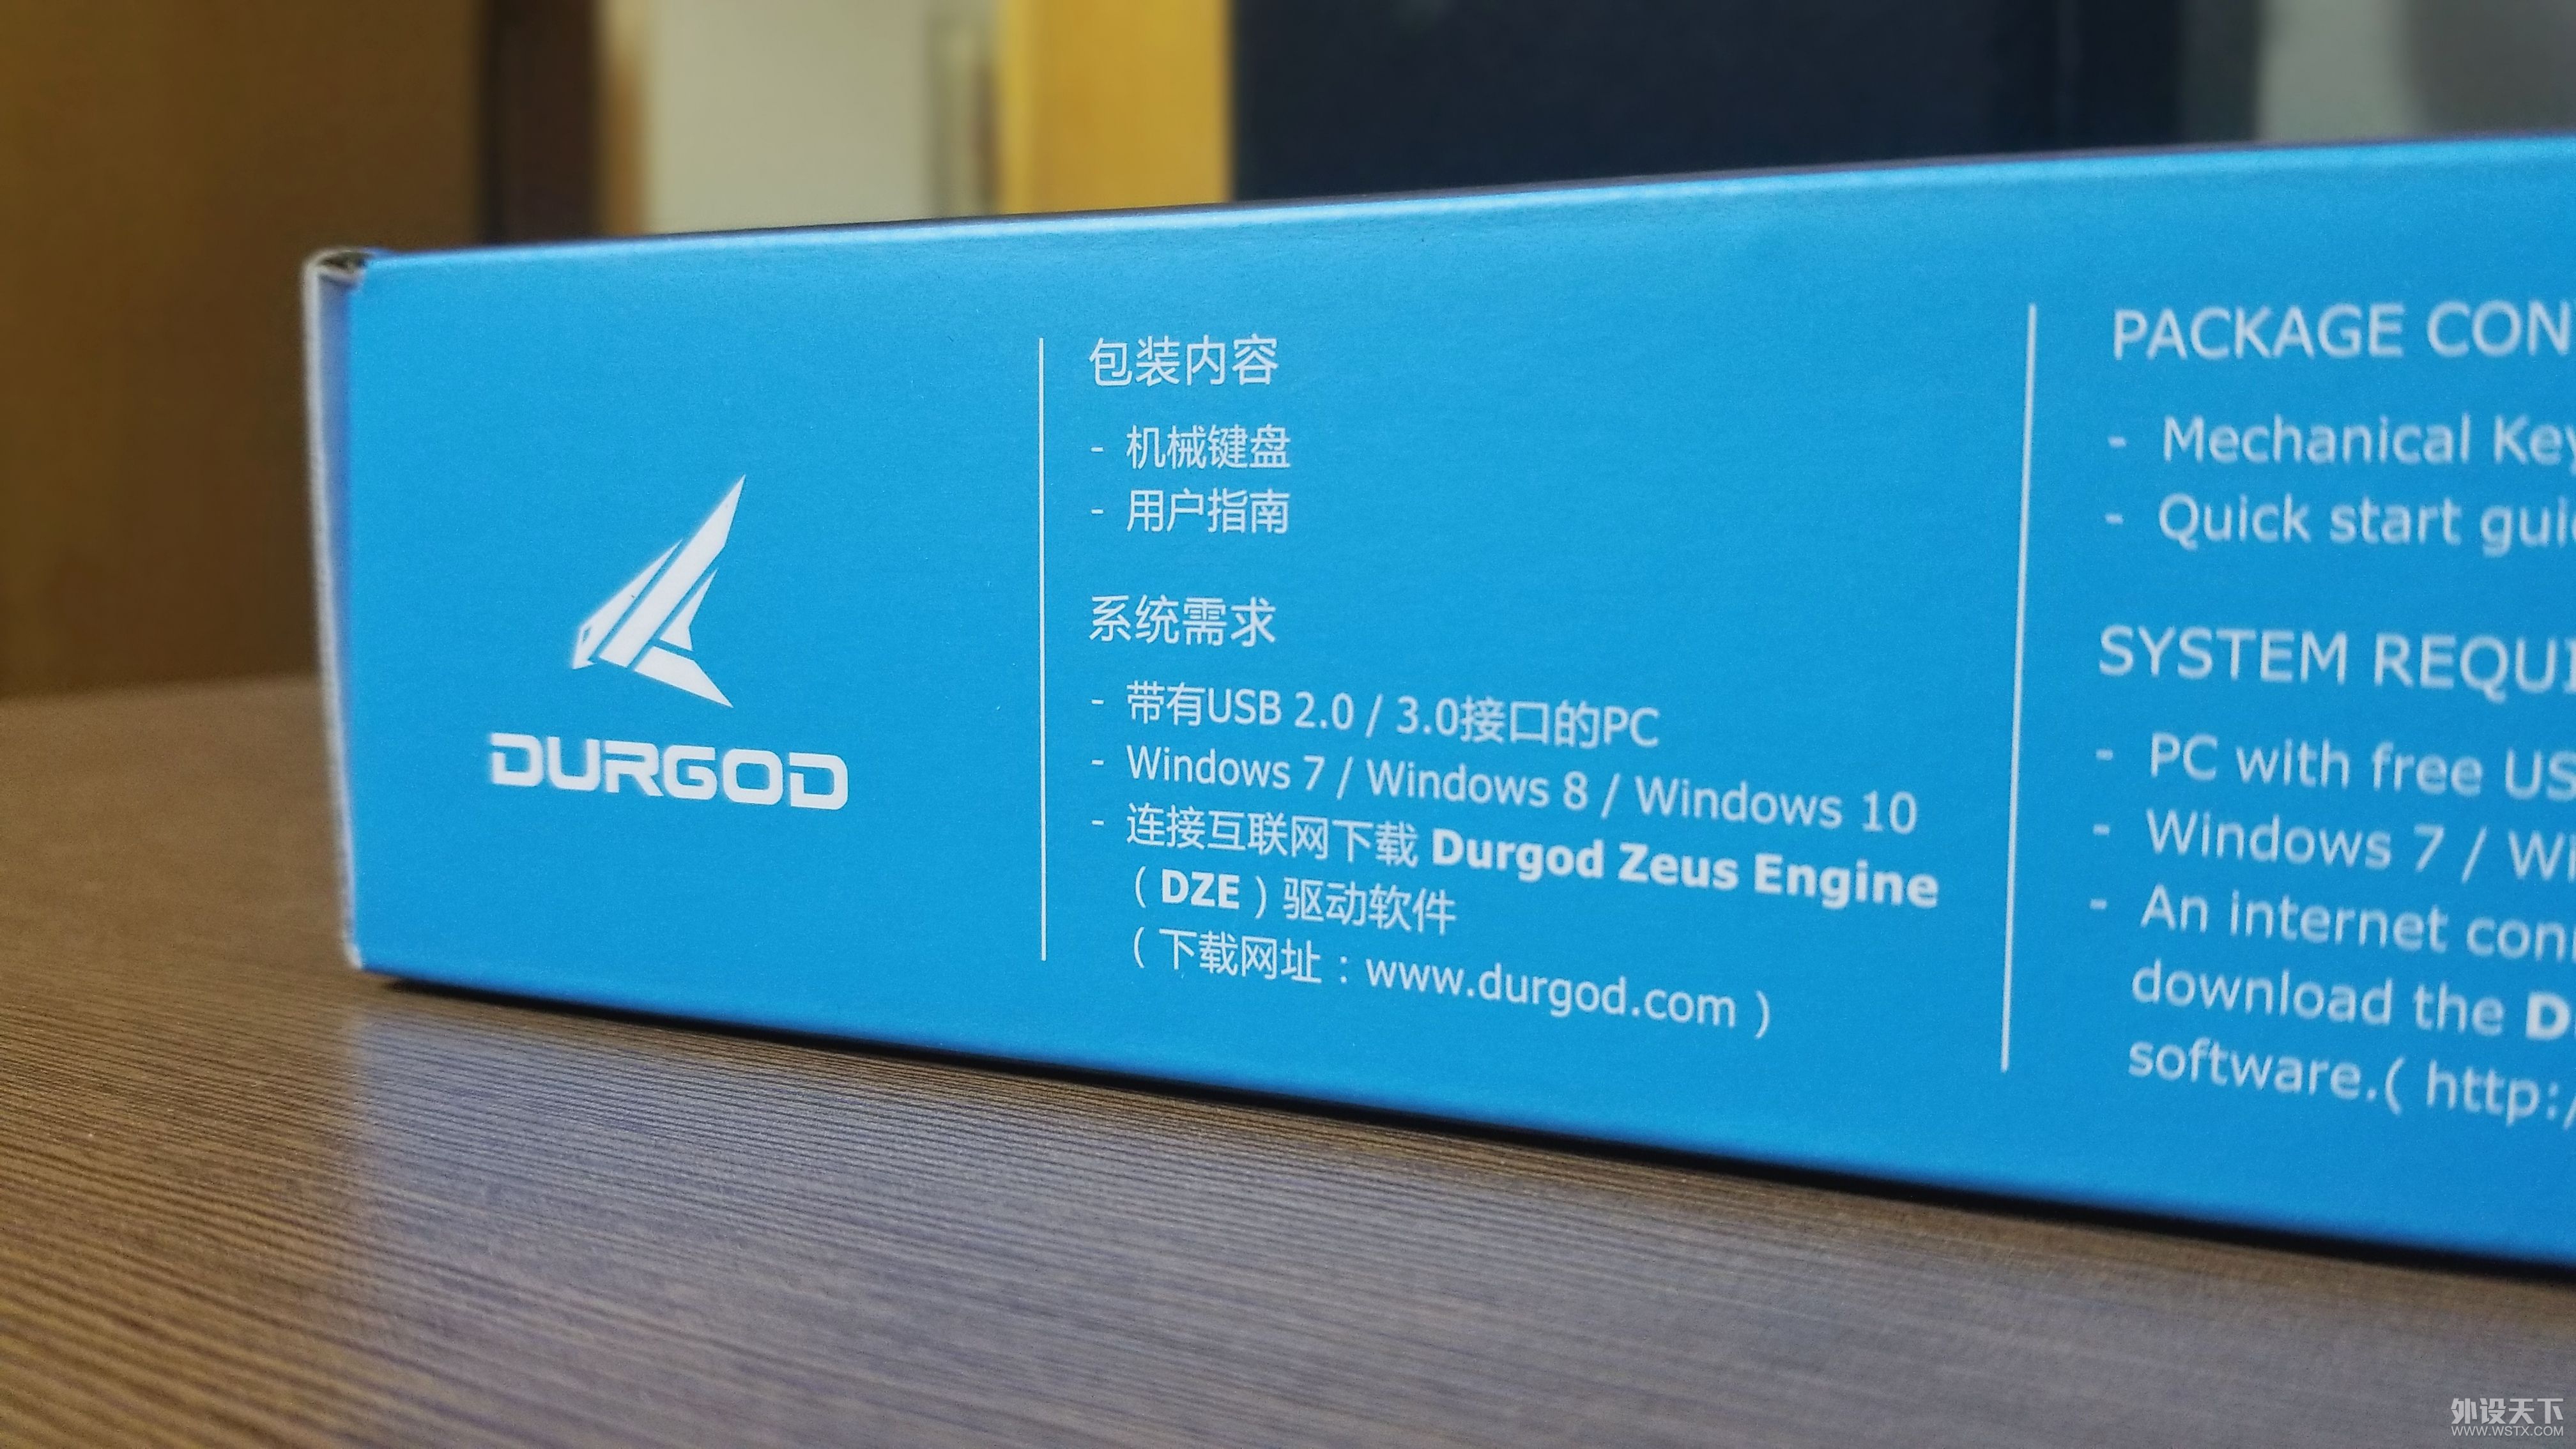 DURGOD
包装内容
- 机械键盘
- 用户指南
系统需求
- 带有USB 2.0 / 3.0接口的PC
- Windows 7 / Windows 8 / Windows 10
- 连接互联网下载 Durgod Zeus Engine
（DZE）驱动软件
（下载网址：www.durgod.com）
PACKAGE CON
- Mechanical Key
- Quick start gui
SYSTEM REQUI
- PC with free US
- Windows 7 / Wi
- An internet conn
download the D
software.( http:/
外设天下
WWW.WSTX.COM